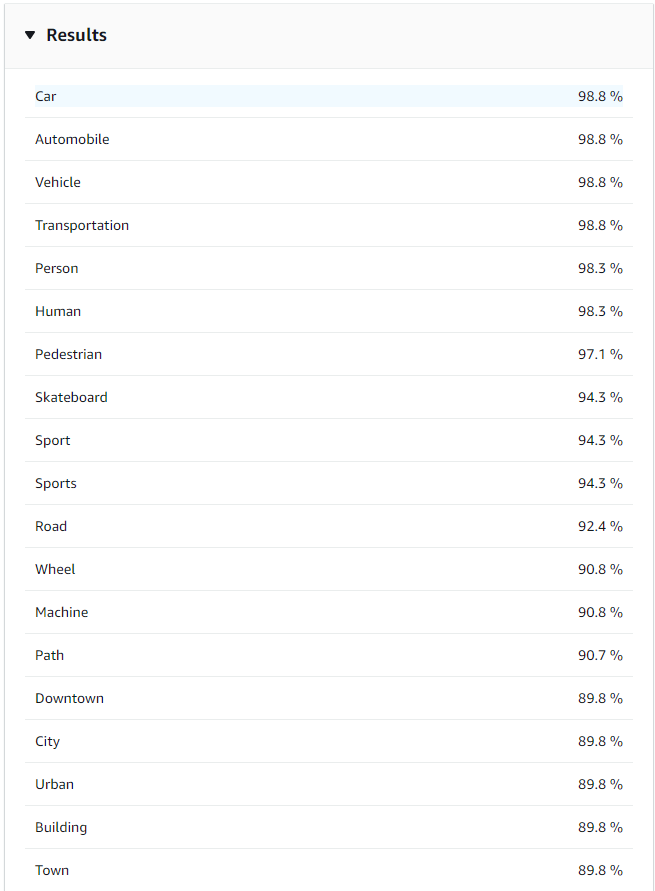 Results
Car 98.8 %
Automobile 98.8 %
Vehicle 98.8 %
Transportation 98.8 %
Person 98.3 %
Human 98.3 %
Pedestrian 97.1 %
Skateboard 94.3 %
Sport 94.3 %
Sports 94.3 %
Road 92.4 %
Wheel 90.8 %
Machine 90.8 %
Path 90.7 %
Downtown 89.8 %
City 89.8 %
Urban 89.8 %
Building 89.8 %
Town 89.8 %